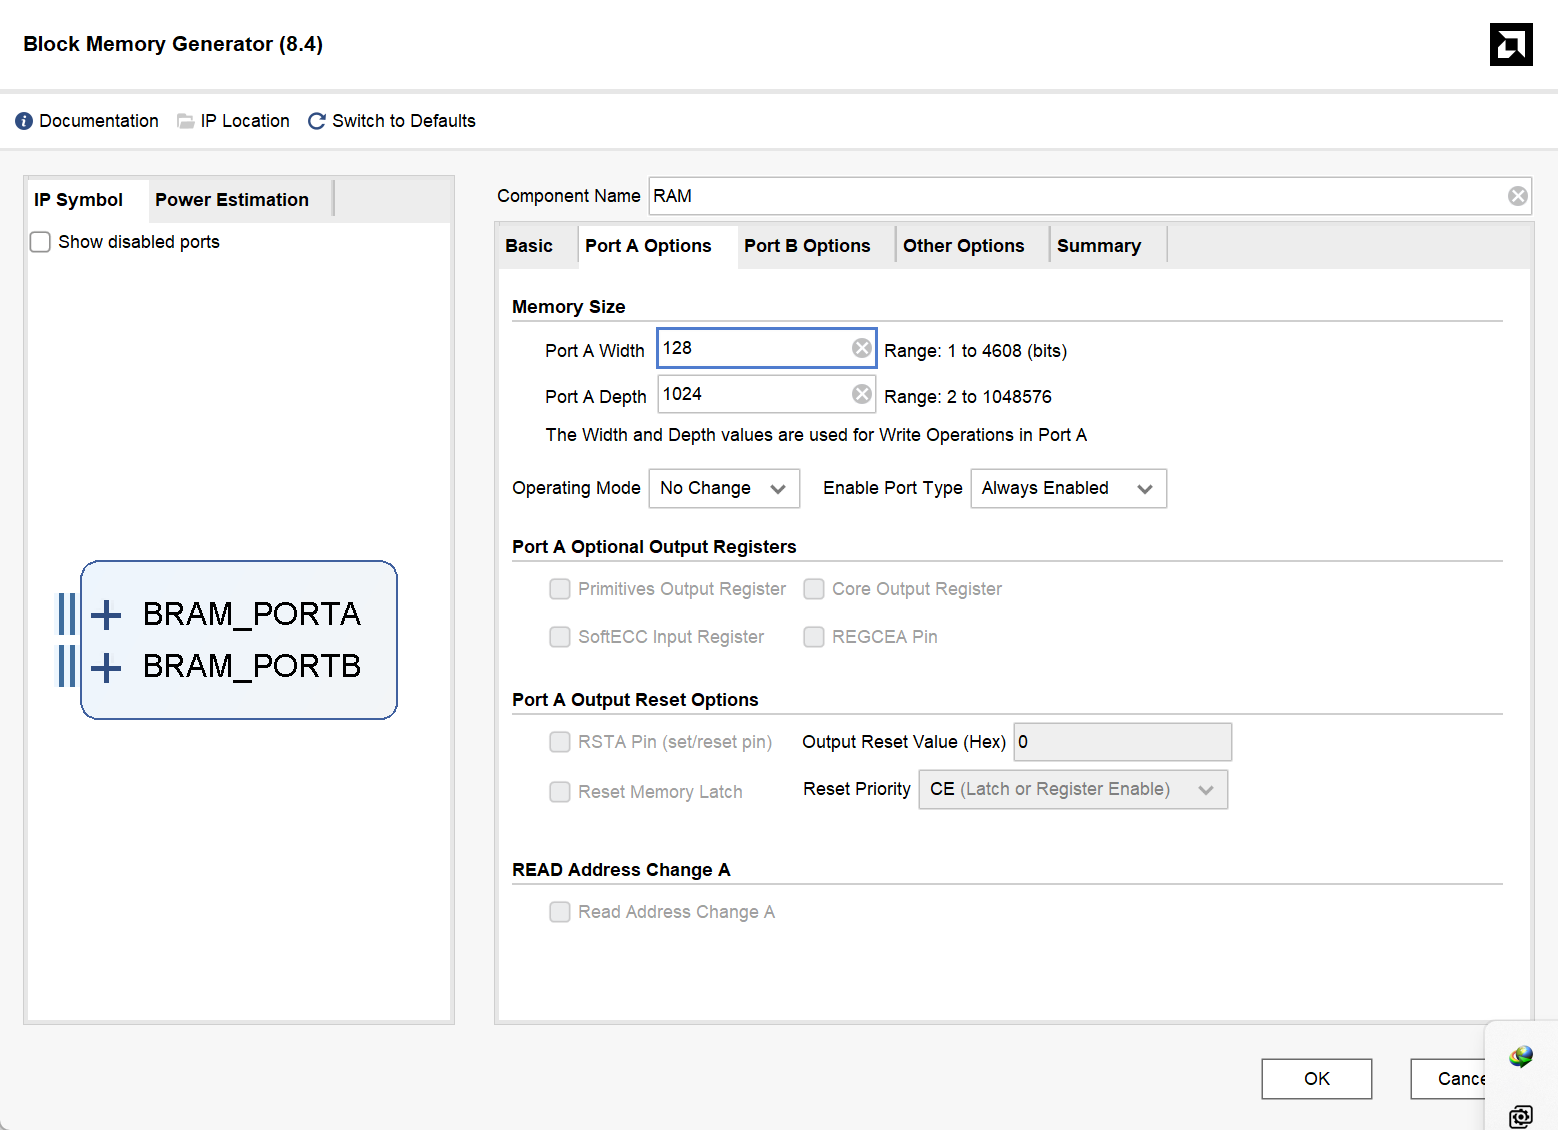 Block Memory Generator (8.4)
Documentation IP Location Switch to Defaults
IP Symbol Power Estimation
Show disabled ports
BRAM_PORTA
BRAM_PORTB
Component Name RAM
Basic Port A Options Port B Options Other Options Summary
Memory Size
Port A Width 128 Range: 1 to 4608 (bits)
Port A Depth 1024 Range: 2 to 1048576
The Width and Depth values are used for Write Operations in Port A
Operating Mode No Change Enable Port Type Always Enabled
Port A Optional Output Registers
Primitives Output Register Core Output Register
SoftECC Input Register REGCEA Pin
Port A Output Reset Options
RSTA Pin (set/reset pin) Output Reset Value (Hex) 0
Reset Memory Latch Reset Priority CE (Latch or Register Enable)
READ Address Change A
Read Address Change A
OK Cance